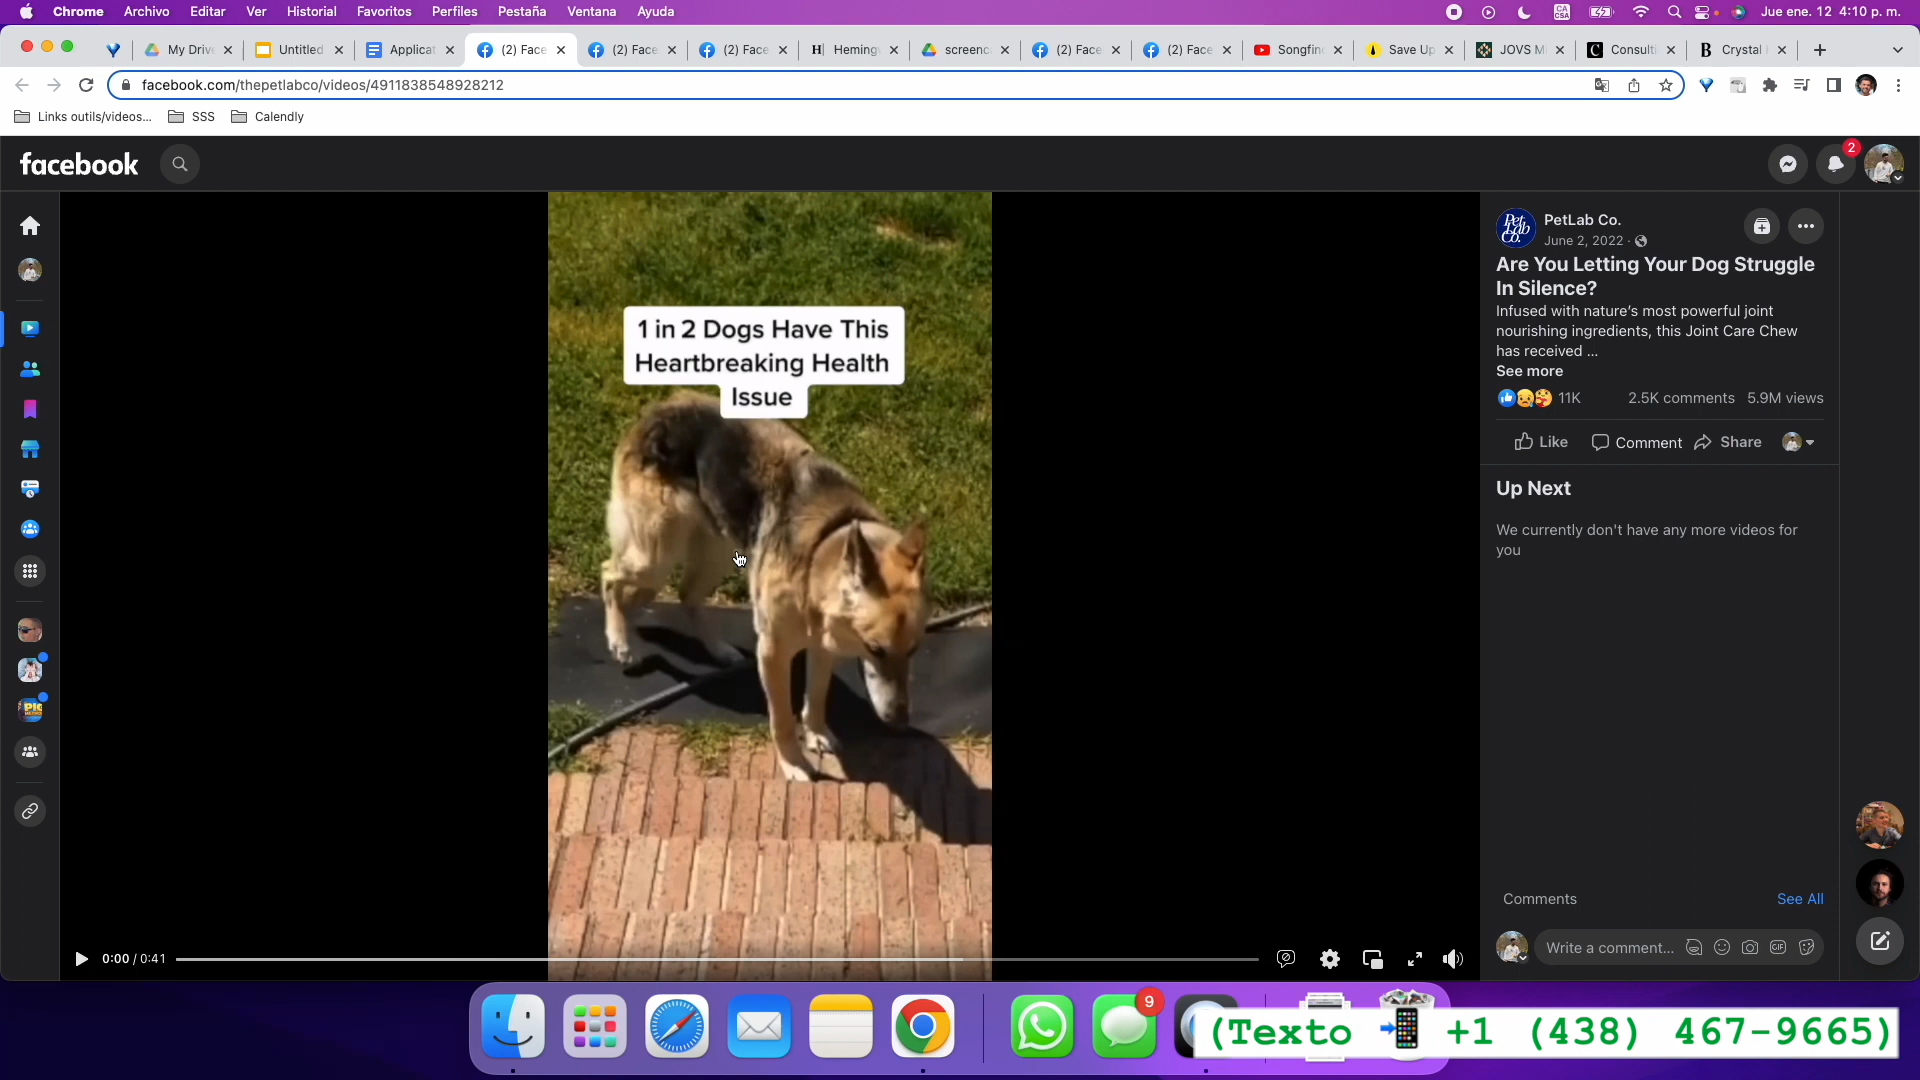 Chrome Archivo Editar Ver Historial Favoritos Perfiles Pestaña Ventana Ayuda CA CSA Jue ene. 12 4:10 p. m.
My Drive Untitled Applicat (2) Face (2) Face (2) Face H Heming screenc (2) Face (2) Face Songfin Save Up JOVS M C Consulti B Crystal
facebook.com/thepetlabco/videos/4911838548928212
Links outils/videos... SSS Calendly
facebook
2
PetLab Co.
June 2, 2022 ·
Are You Letting Your Dog Struggle
In Silence?
Infused with nature's most powerful joint
nourishing ingredients, this Joint Care Chew
has received ...
See more
11K 2.5K comments 5.9M views
Like Comment Share
Up Next
We currently don't have any more videos for
you
1 in 2 Dogs Have This
Heartbreaking Health
Issue
Comments See All
Write a comment... GIF
0:00 / 0:41
9
(Texto +1 (438) 467-9665)